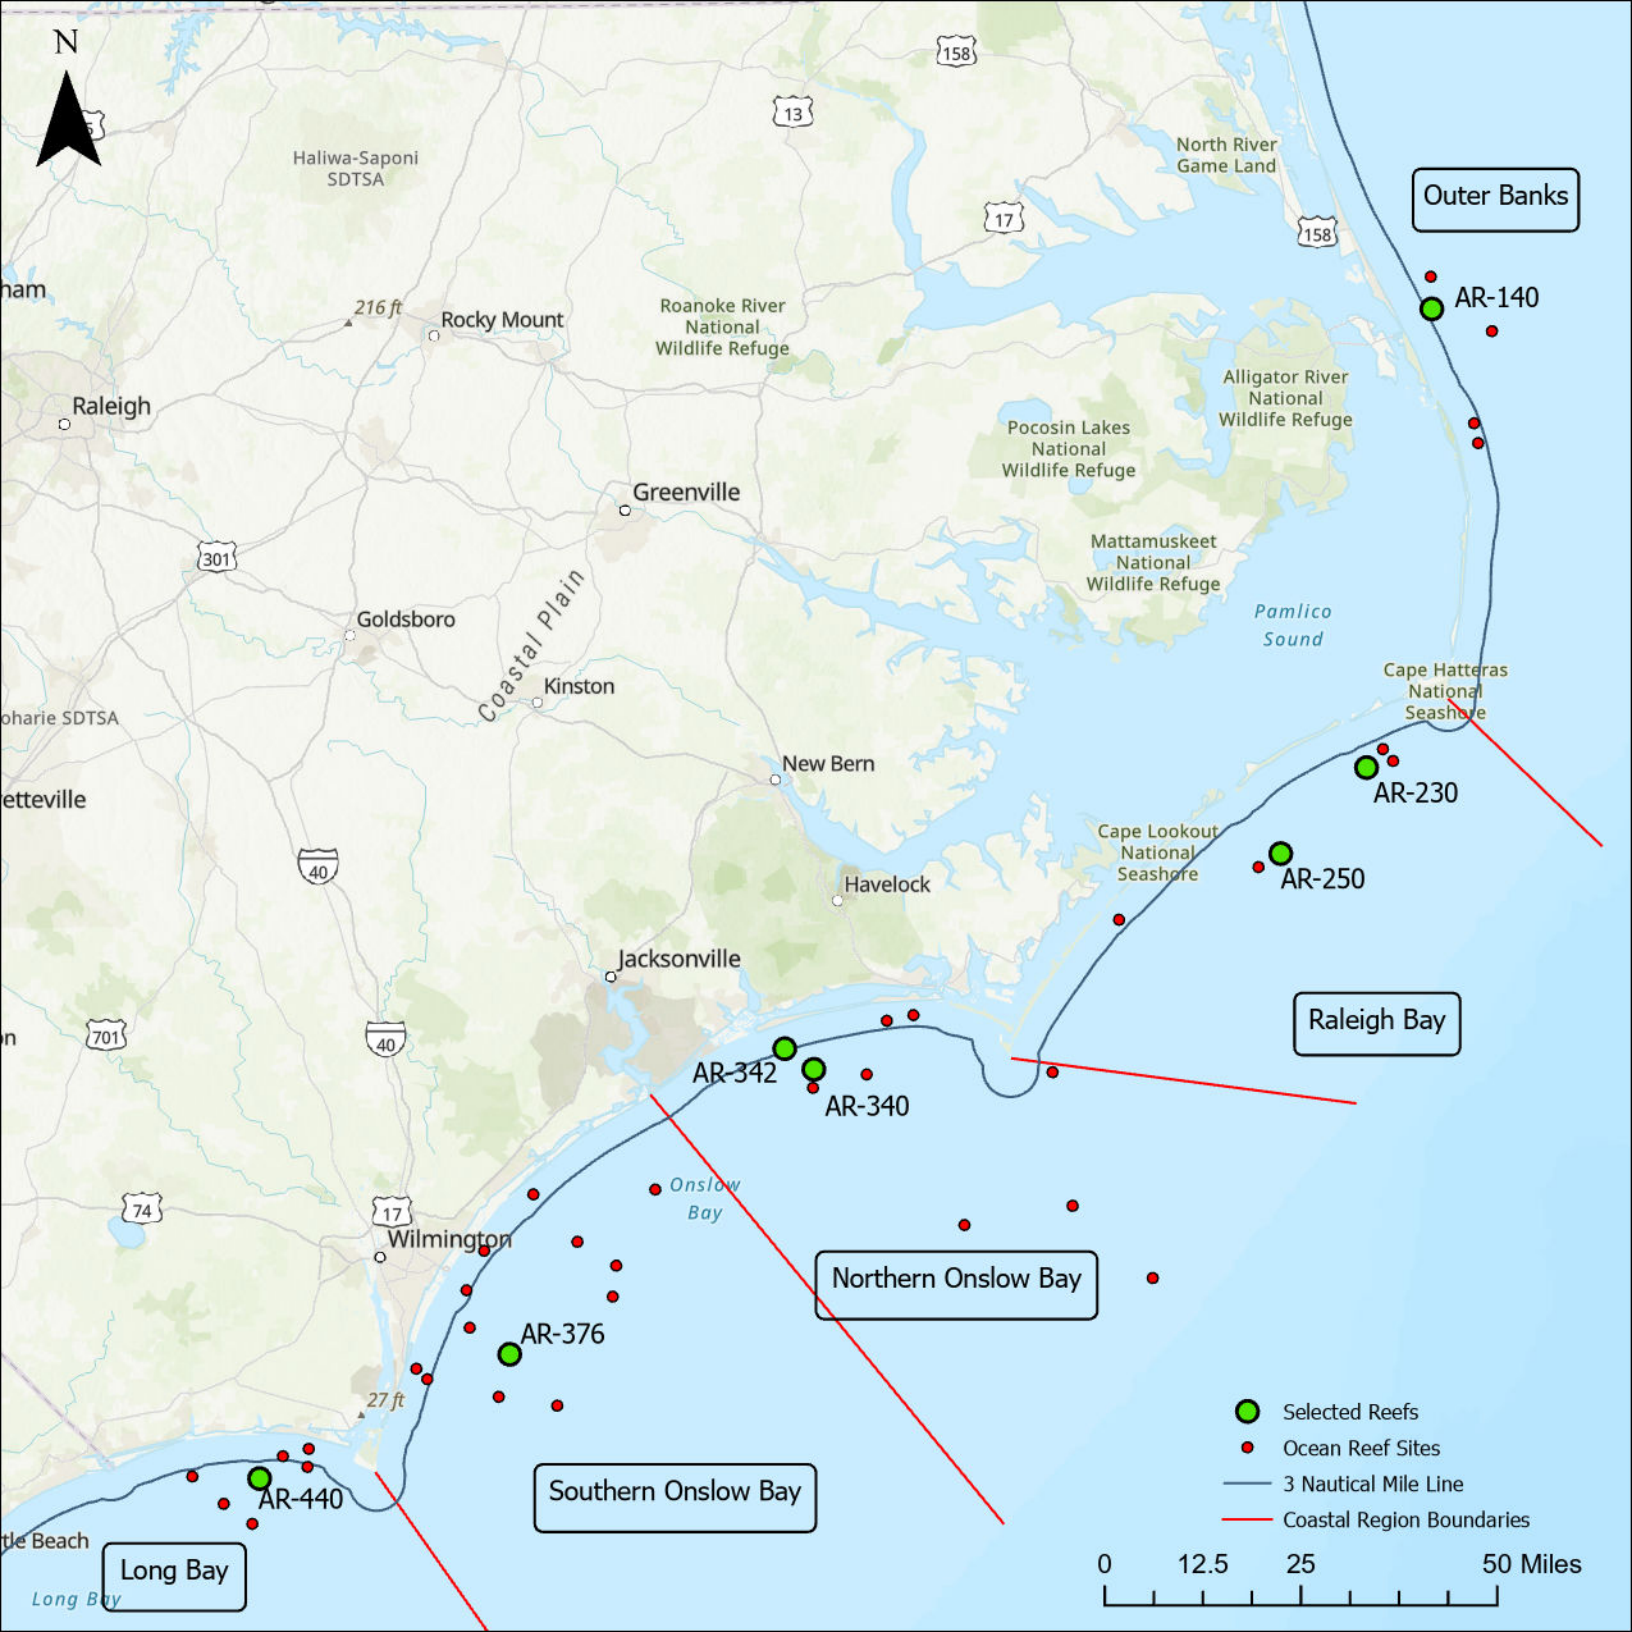 N
158
13
Haliwa-Saponi
SDTSA
North River
Game Land
Outer Banks
17
158
ham
216 ft
Rocky Mount
Roanoke River
National
Wildlife Refuge
AR-140
Raleigh
Alligator River
National
Wildlife Refuge
Pocosin Lakes
National
Wildlife Refuge
Greenville
301
Mattamuskeet
National
Wildlife Refuge
Coastal Plain
Goldsboro
Pamlico
Sound
Kinston
Cape Hatteras
National
Seashore
oharie SDTSA
New Bern
etteville
AR-230
Cape Lookout
National
Seashore
40
Havelock
AR-250
Jacksonville
Raleigh Bay
701
40
on
AR-342
AR-340
Onslow
Bay
74
17
Wilmington
Northern Onslow Bay
AR-376
27 ft
Selected Reefs
Ocean Reef Sites
3 Nautical Mile Line
Coastal Region Boundaries
Southern Onslow Bay
AR-440
tle Beach
Long Bay
Long Bay
0 12.5 25 50 Miles